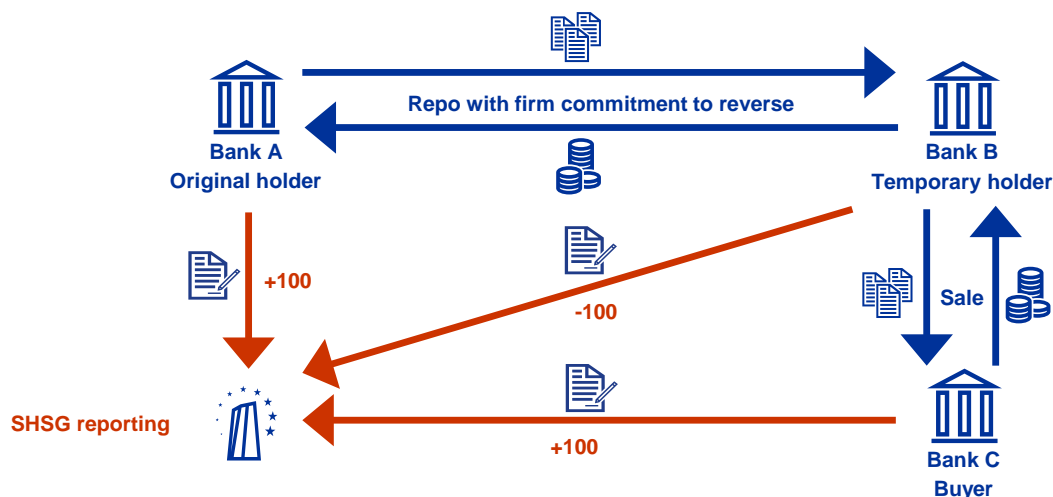 Repo with firm commitment to reverse
Bank A
Original holder
Bank B
Temporary holder
+100
-100
Sale
SHSG reporting
+100
Bank C
Buyer